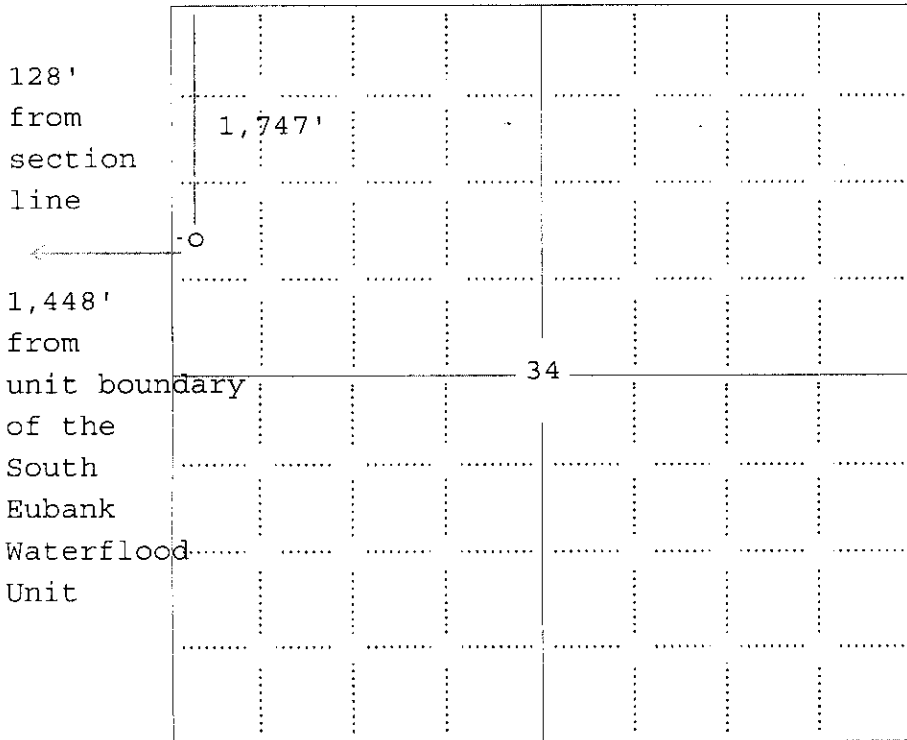 128'
from
section
line
1,747'
1,448'
from
unit boundary
of the
South
Eubank
Waterflood
Unit
34